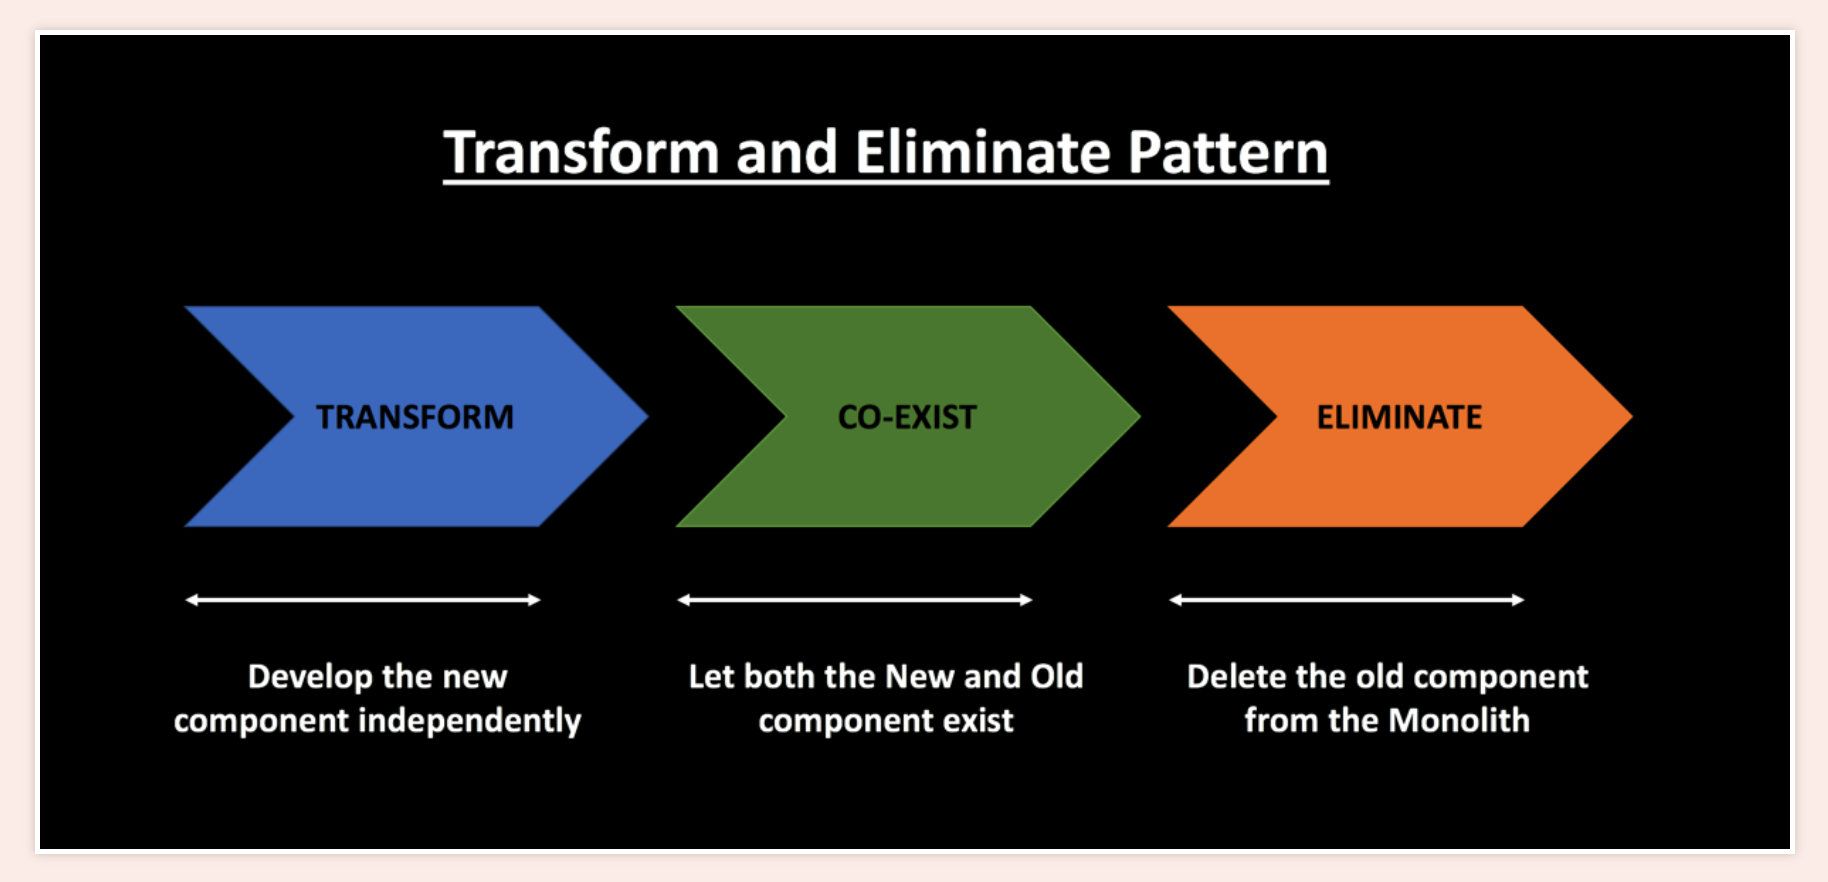 Transform and Eliminate Pattern
TRANSFORM
CO-EXIST
ELIMINATE
Develop the new
component independently
Let both the New and Old
component exist
Delete the old component
from the Monolith